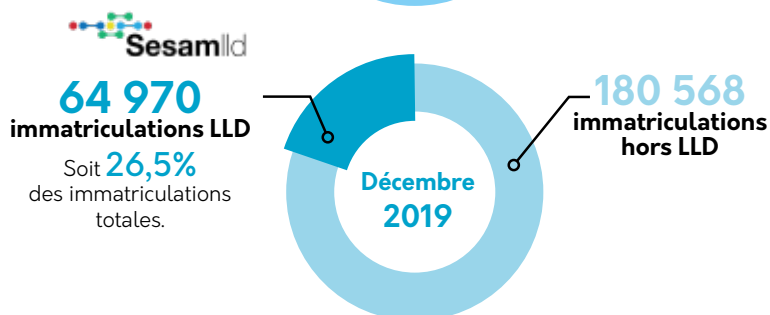 Sesamlld
64 970
immatriculations LLD
Soit 26,5%
des immatriculations
totales.
Décembre
2019
180 568
immatriculations
hors LLD